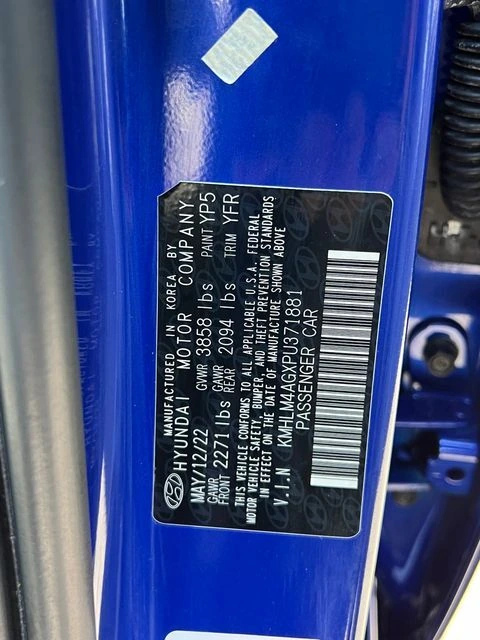 MANUFACTURED IN KOREA BY
HYUNDAI MOTOR COMPANY
MAY/12/22 GVWR 3858 lbs PAINT YP5
GAWR FRONT 2271 lbs GAWR REAR 2094 lbs TRIM YFR
THIS VEHICLE CONFORMS TO ALL APPLICABLE U.S.A. FEDERAL
MOTOR VEHICLE SAFETY, BUMPER, AND THEFT PREVENTION STANDARDS
IN EFFECT ON THE DATE OF MANUFACTURE SHOWN ABOVE
V.I.N KMHLM4AGXPU371881
PASSENGER CAR